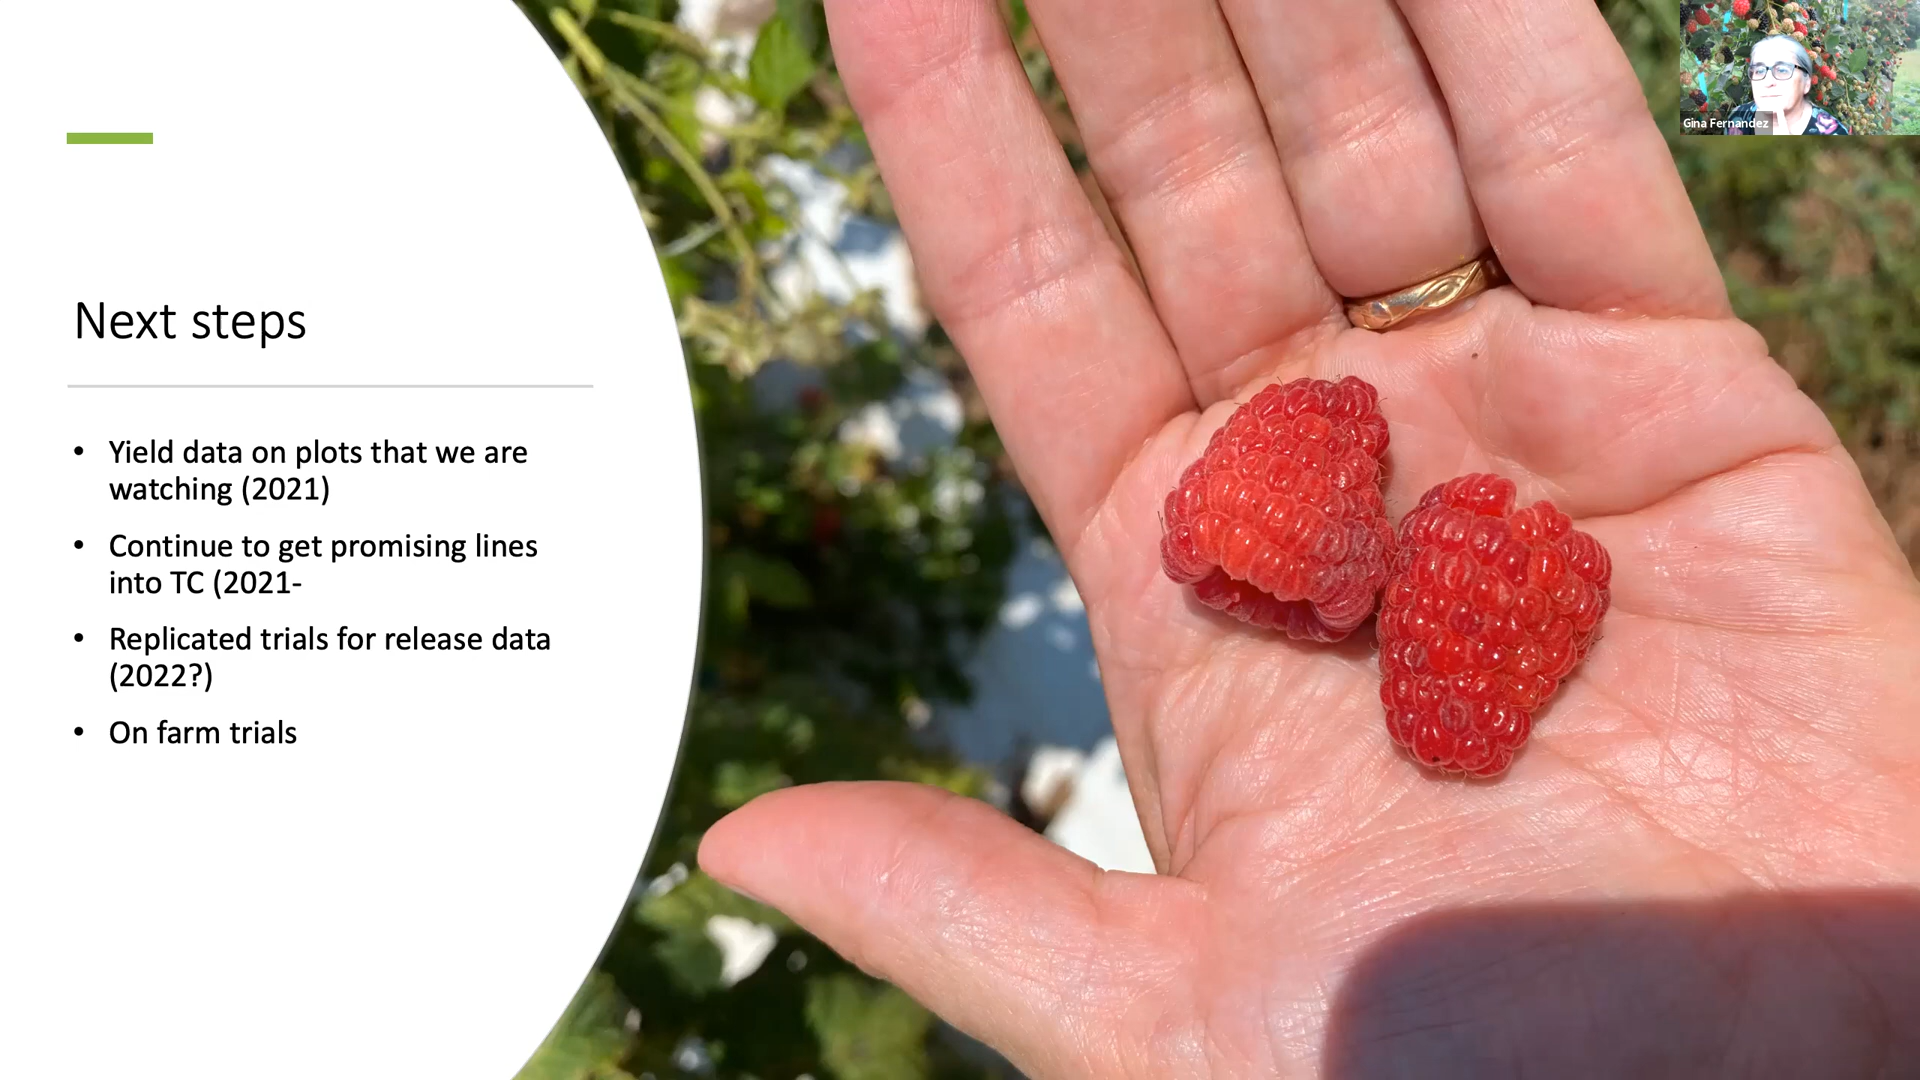 Gina Fernandez
Next steps
• Yield data on plots that we are
watching (2021)
• Continue to get promising lines
into TC (2021-
• Replicated trials for release data
(2022?)
• On farm trials